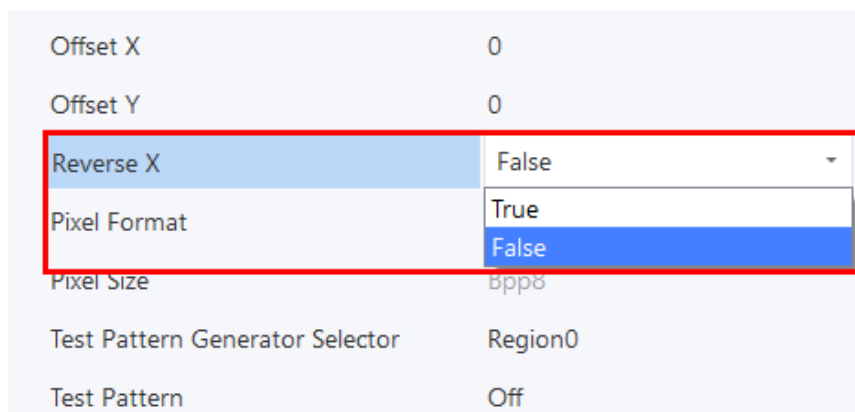 Offset X 0
Offset Y 0
Reverse X False
True
Pixel Format
False
Pixel Size Bpp8
Test Pattern Generator Selector Region0
Test Pattern Off